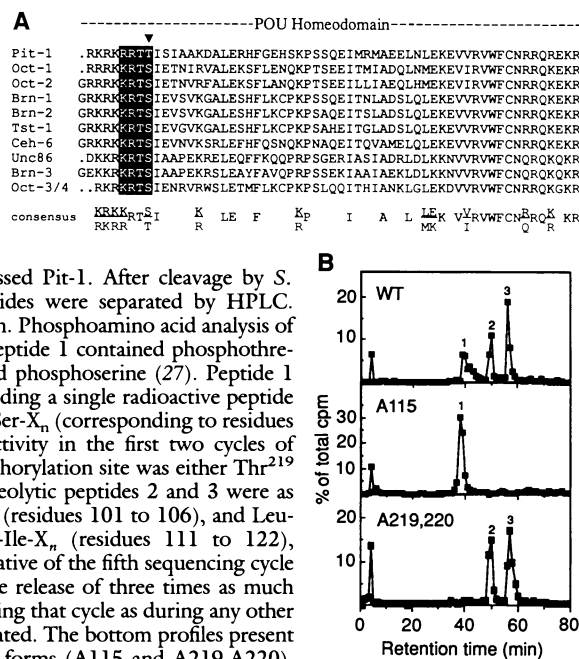 A
POU Homeodomain
Pit-1 .RKRKRRTTISIAAKDALERHFGEHSKPSSQEIMRMAEELNLEKEVVRVWFCNRRQREKR
Oct-1 .RRRKKRTSIETNIRVALEKSFLENQKPTSEEITMIADQLNMEKEVIRVWFCNRRQKEKR
Oct-2 GRRRKKRTSIETNVRFALEKSFLANQKPTSEEILLIAEQLHMEKEVIRVWFCNRRQKEKR
Brn-1 GRKRKKRTSIEVSVKGALESHFLKCPKPSSQEITNLADSLQLEKEVVRVWFCNRRQKEKR
Brn-2 GRKRKKRTSIEVSVKGALESHFLKCPKPSAQEITSLADSLQLEKEVVRVWFCNRRQKEKR
Tst-1 GRKRKKRTSIEVGVKGALESHFLKCPKPSAHEITGLADSLQLEKEVVRVWFCNRRQKEKR
Ceh-6 GRKRKKRTSIEVNVKSRLEFHFQSNQKPNAQEITQVAMELQLEKEVVRVWFCNRRQKEKR
Unc86 .DKKRKRTSIAAPEKRELEQFFKQQPRPSGERIASIADRLDLKKNVVRVWFCNQRQKQKR
Brn-3 GEKKRKRTSIAAPEKRSLEAYFAVQPRPSSEKIAAIAEKLDLKKNVVRVWFCNQRQKQKR
Oct-3/4 ..RKRKRTSIENRVRWSLETMFLKCPKPSLQQITHIANKLGLEKDVVRVWFCNRRQKGKR
consensus KRKKRTSI K LE F KP I A L LEK VVRVWFCNRRQKKR
RKRR T R R MK I Q R
B
ssed Pit-1. After cleavage by S.
ides were separated by HPLC.
n. Phosphoamino acid analysis of
eptide 1 contained phosphothre-
d phosphoserine (27). Peptide 1
ding a single radioactive peptide
Ser-Xn (corresponding to residues
ctivity in the first two cycles of
horylation site was either Thr219
eolytic peptides 2 and 3 were as
(residues 101 to 106), and Leu-
-Ile-Xn (residues 111 to 122),
ative of the fifth sequencing cycle
e release of three times as much
ing that cycle as during any other
ated. The bottom profiles present
forms (A115 and A219,A220)
% of total cpm
WT
20
10
1 2 3
A115
30
20
10
1
A219,220
20
10
2 3
0
0 20 40 60 80
Retention time (min)